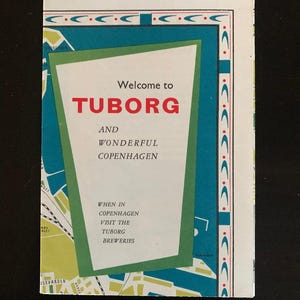 Welcome to
TUBORG
AND
WONDERFUL
COPENHAGEN
WHEN IN
COPENHAGEN
VISIT THE
TUBORG
BREWERIES